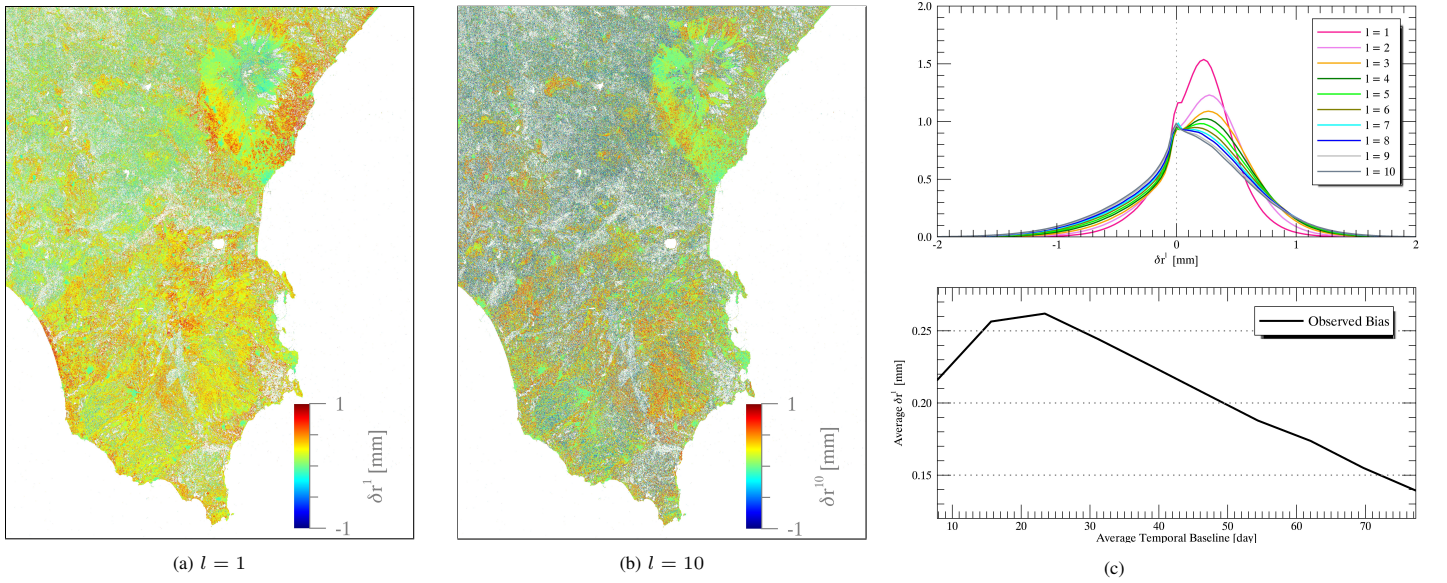 1
δr¹ [mm]
-1
(a) l = 1
1
δr¹⁰ [mm]
-1
(b) l = 10
2.0
1.5
1.0
0.5
0.0
-2 -1 0 1 2
δrˡ [mm]
l = 1
l = 2
l = 3
l = 4
l = 5
l = 6
l = 7
l = 8
l = 9
l = 10
Average δrˡ [mm]
0.25
0.20
0.15
10 20 30 40 50 60 70
Average Temporal Baseline [day]
Observed Bias
(c)